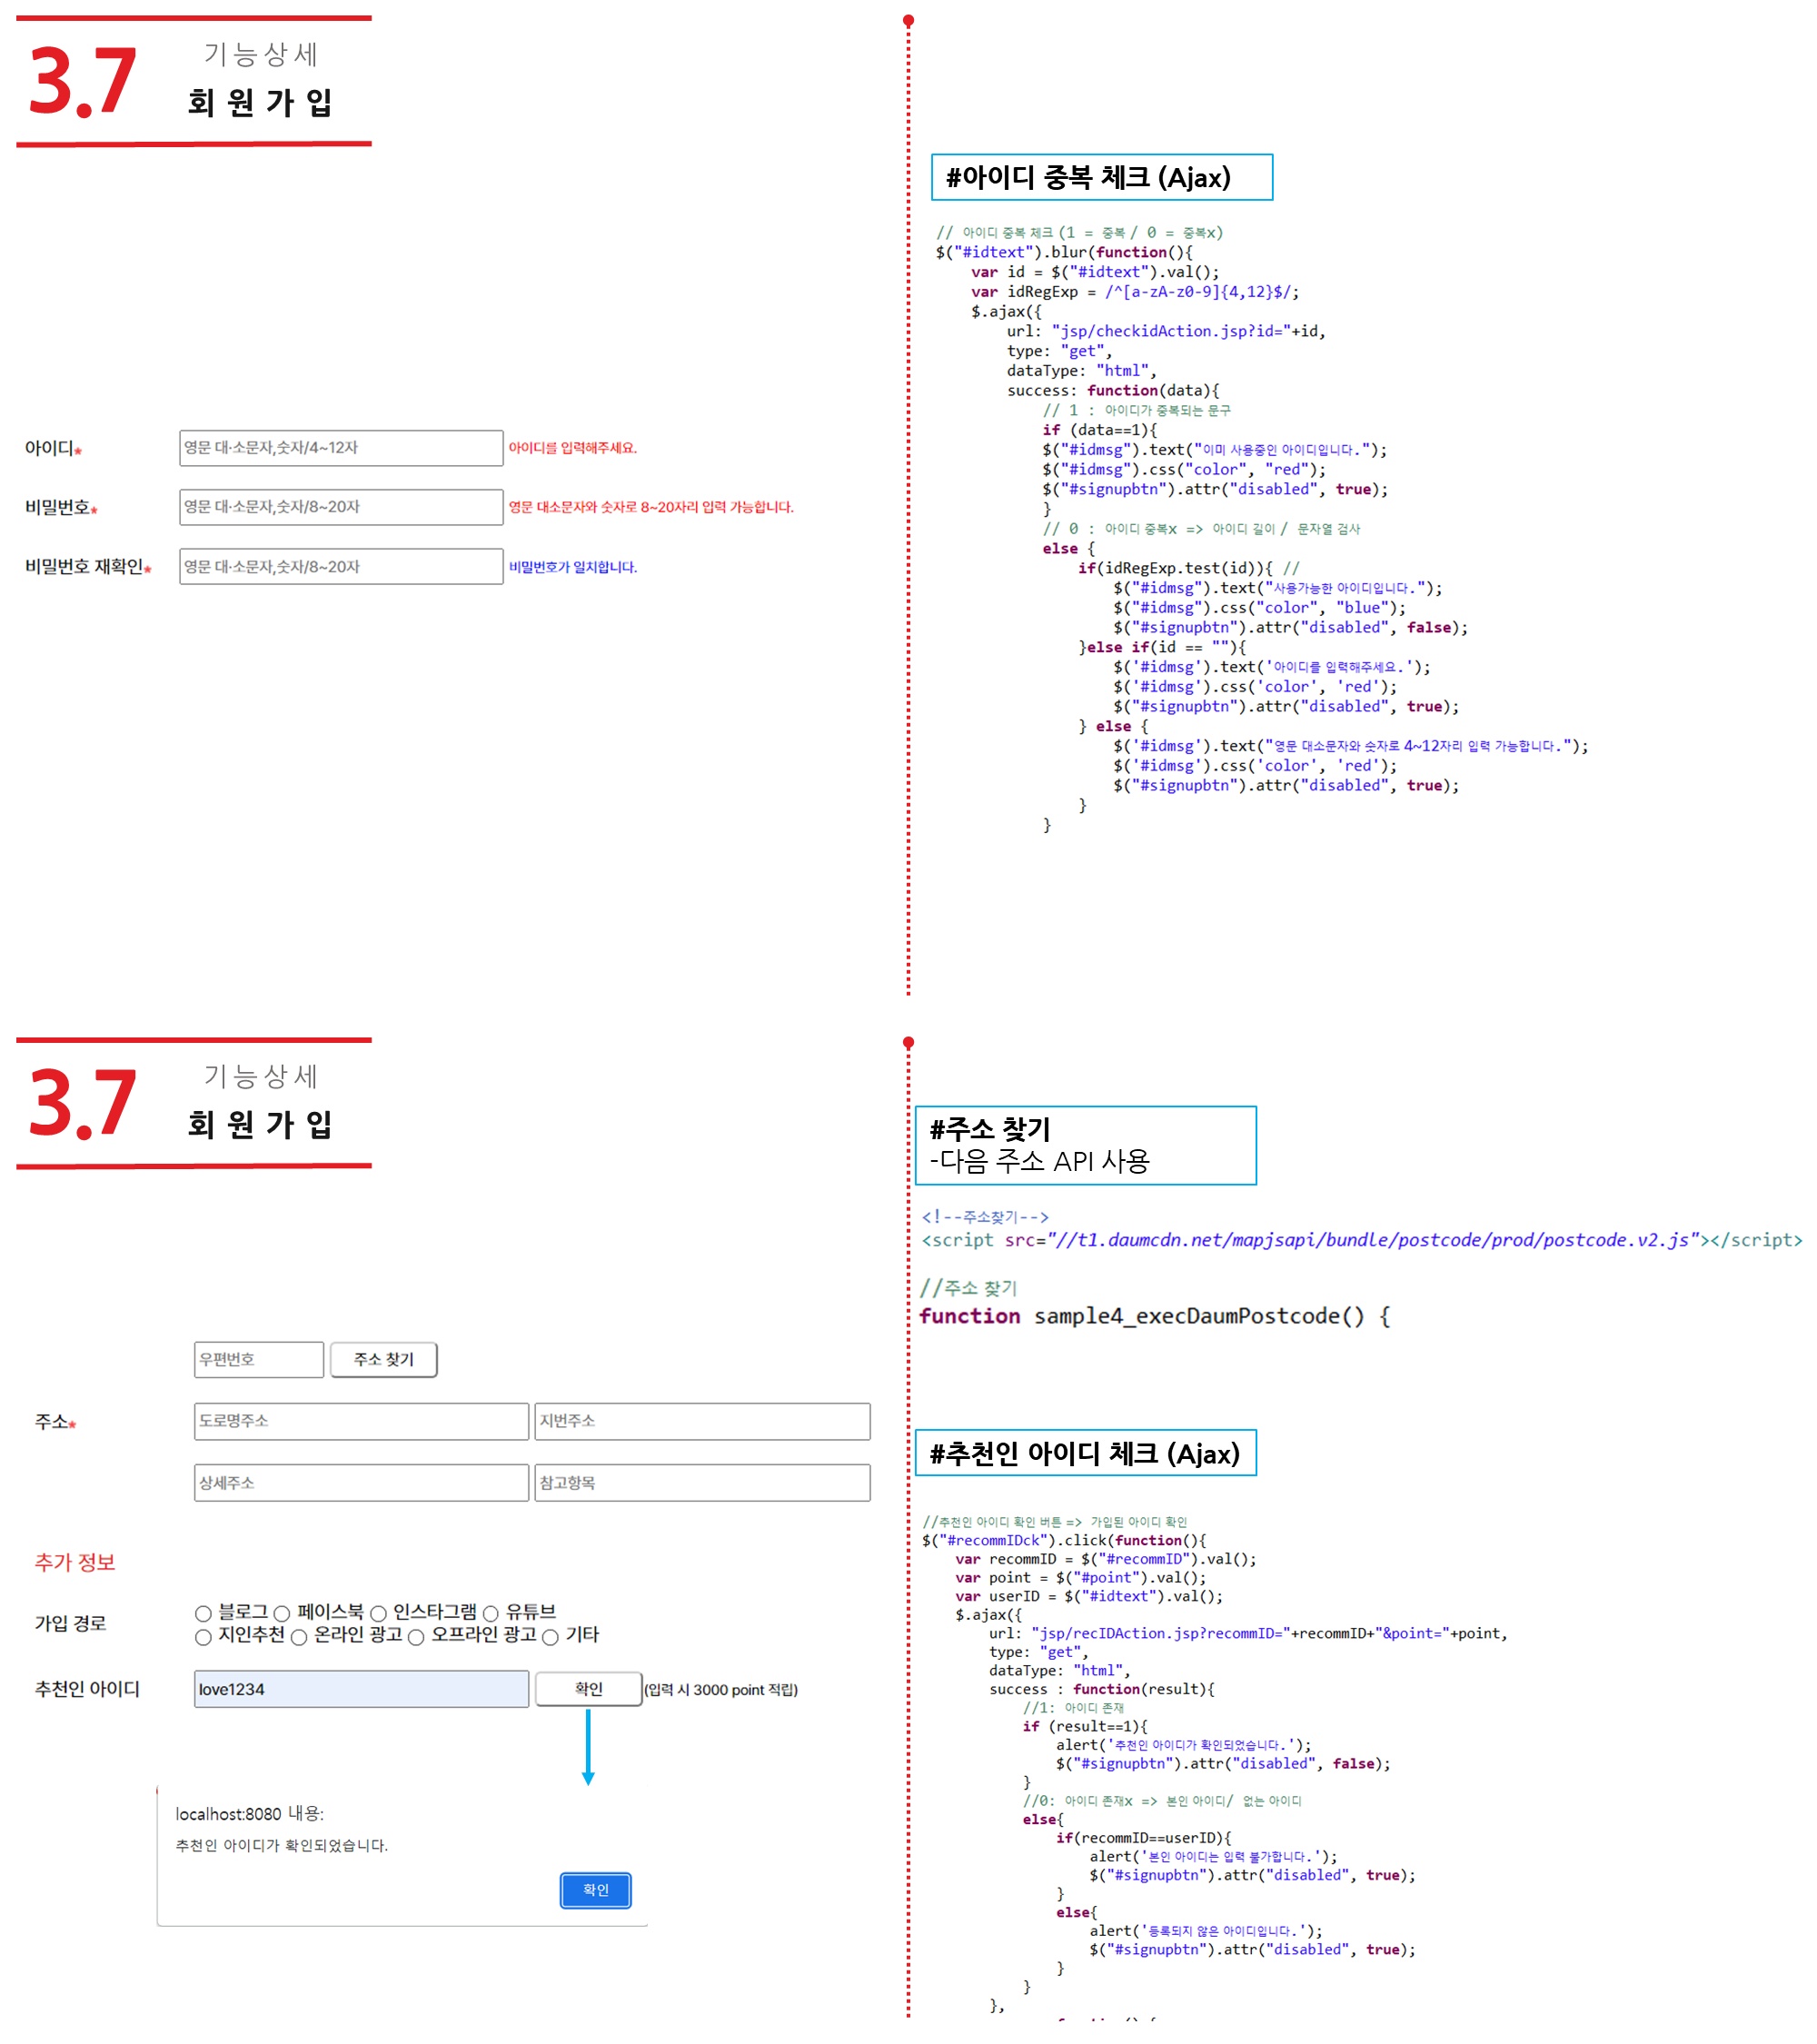 3.7
기능상세
회원가입
아이디*
영문 대·소문자,숫자/4~12자
아이디를 입력해주세요.
비밀번호*
영문 대·소문자,숫자/8~20자
영문 대소문자와 숫자로 8~20자리 입력 가능합니다.
비밀번호 재확인*
영문 대·소문자,숫자/8~20자
비밀번호가 일치합니다.
#아이디 중복 체크 (Ajax)
// 아이디 중복 체크 (1 = 중복 / 0 = 중복x)
$("#idtext").blur(function(){
var id = $("#idtext").val();
var idRegExp = /^[a-zA-z0-9]{4,12}$/;
$.ajax({
url: "jsp/checkidAction.jsp?id="+id,
type: "get",
dataType: "html",
success: function(data){
// 1 : 아이디가 중복되는 문구
if (data==1){
$("#idmsg").text("이미 사용중인 아이디입니다.");
$("#idmsg").css("color", "red");
$("#signupbtn").attr("disabled", true);
}
// 0 : 아이디 중복x => 아이디 길이 / 문자열 검사
else {
if(idRegExp.test(id)){ //
$("#idmsg").text("사용가능한 아이디입니다.");
$("#idmsg").css("color", "blue");
$("#signupbtn").attr("disabled", false);
}else if(id == ""){
$('#idmsg').text('아이디를 입력해주세요.');
$('#idmsg').css('color', 'red');
$("#signupbtn").attr("disabled", true);
} else {
$('#idmsg').text("영문 대소문자와 숫자로 4~12자리 입력 가능합니다.");
$('#idmsg').css('color', 'red');
$("#signupbtn").attr("disabled", true);
}
}
3.7
기능상세
회원가입
우편번호
주소 찾기
주소*
도로명주소
지번주소
상세주소
참고항목
추가 정보
가입 경로
블로그 페이스북 인스타그램 유튜브
지인추천 온라인 광고 오프라인 광고 기타
추천인 아이디
love1234
확인
(입력 시 3000 point 적립)
localhost:8080 내용:
추천인 아이디가 확인되었습니다.
확인
#주소 찾기
-다음 주소 API 사용
<!--주소찾기-->
<script src="//t1.daumcdn.net/mapjsapi/bundle/postcode/prod/postcode.v2.js"></script>
//주소 찾기
function sample4_execDaumPostcode() {
#추천인 아이디 체크 (Ajax)
//추천인 아이디 확인 버튼 => 가입된 아이디 확인
$("#recommIDck").click(function(){
var recommID = $("#recommID").val();
var point = $("#point").val();
var userID = $("#idtext").val();
$.ajax({
url: "jsp/recIDAction.jsp?recommID="+recommID+"&point="+point,
type: "get",
dataType: "html",
success : function(result){
//1: 아이디 존재
if (result==1){
alert('추천인 아이디가 확인되었습니다.');
$("#signupbtn").attr("disabled", false);
}
//0: 아이디 존재x => 본인 아이디/ 없는 아이디
else{
if(recommID==userID){
alert('본인 아이디는 입력 불가합니다.');
$("#signupbtn").attr("disabled", true);
}
else{
alert('등록되지 않은 아이디입니다.');
$("#signupbtn").attr("disabled", true);
}
}
},